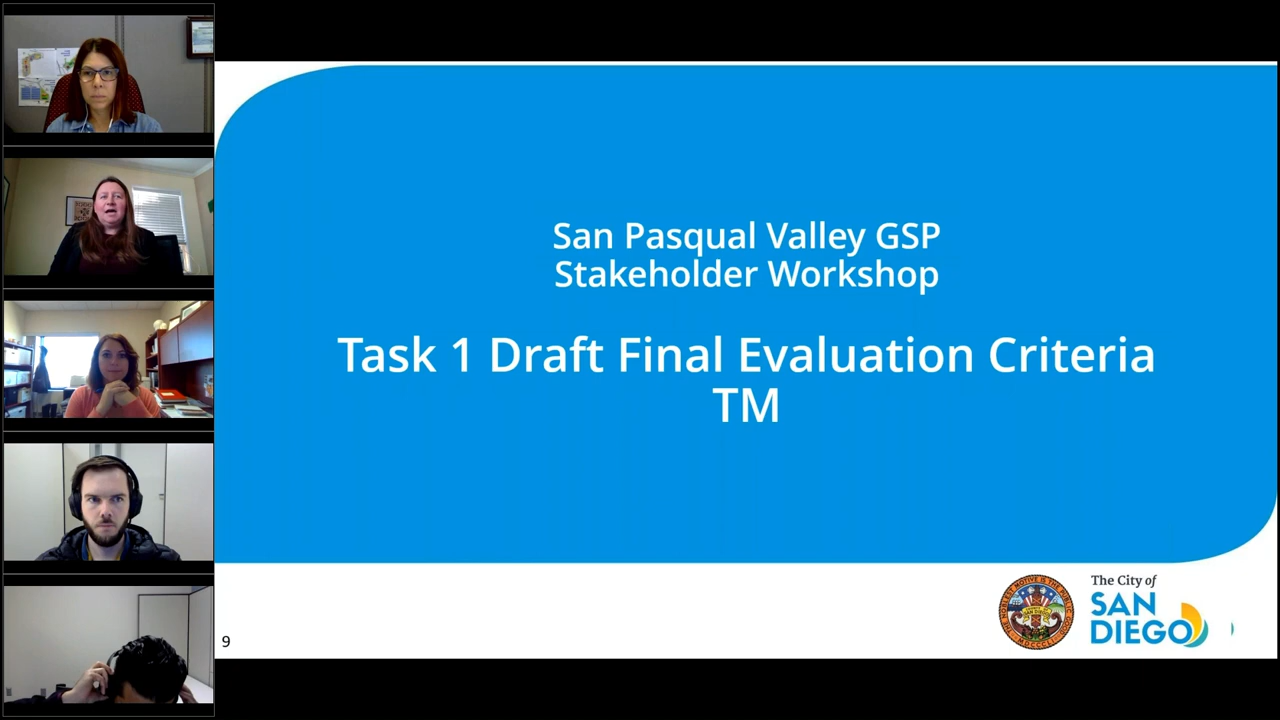 San Pasqual Valley GSP
Stakeholder Workshop
Task 1 Draft Final Evaluation Criteria
TM
9
The City of
SAN
DIEGO